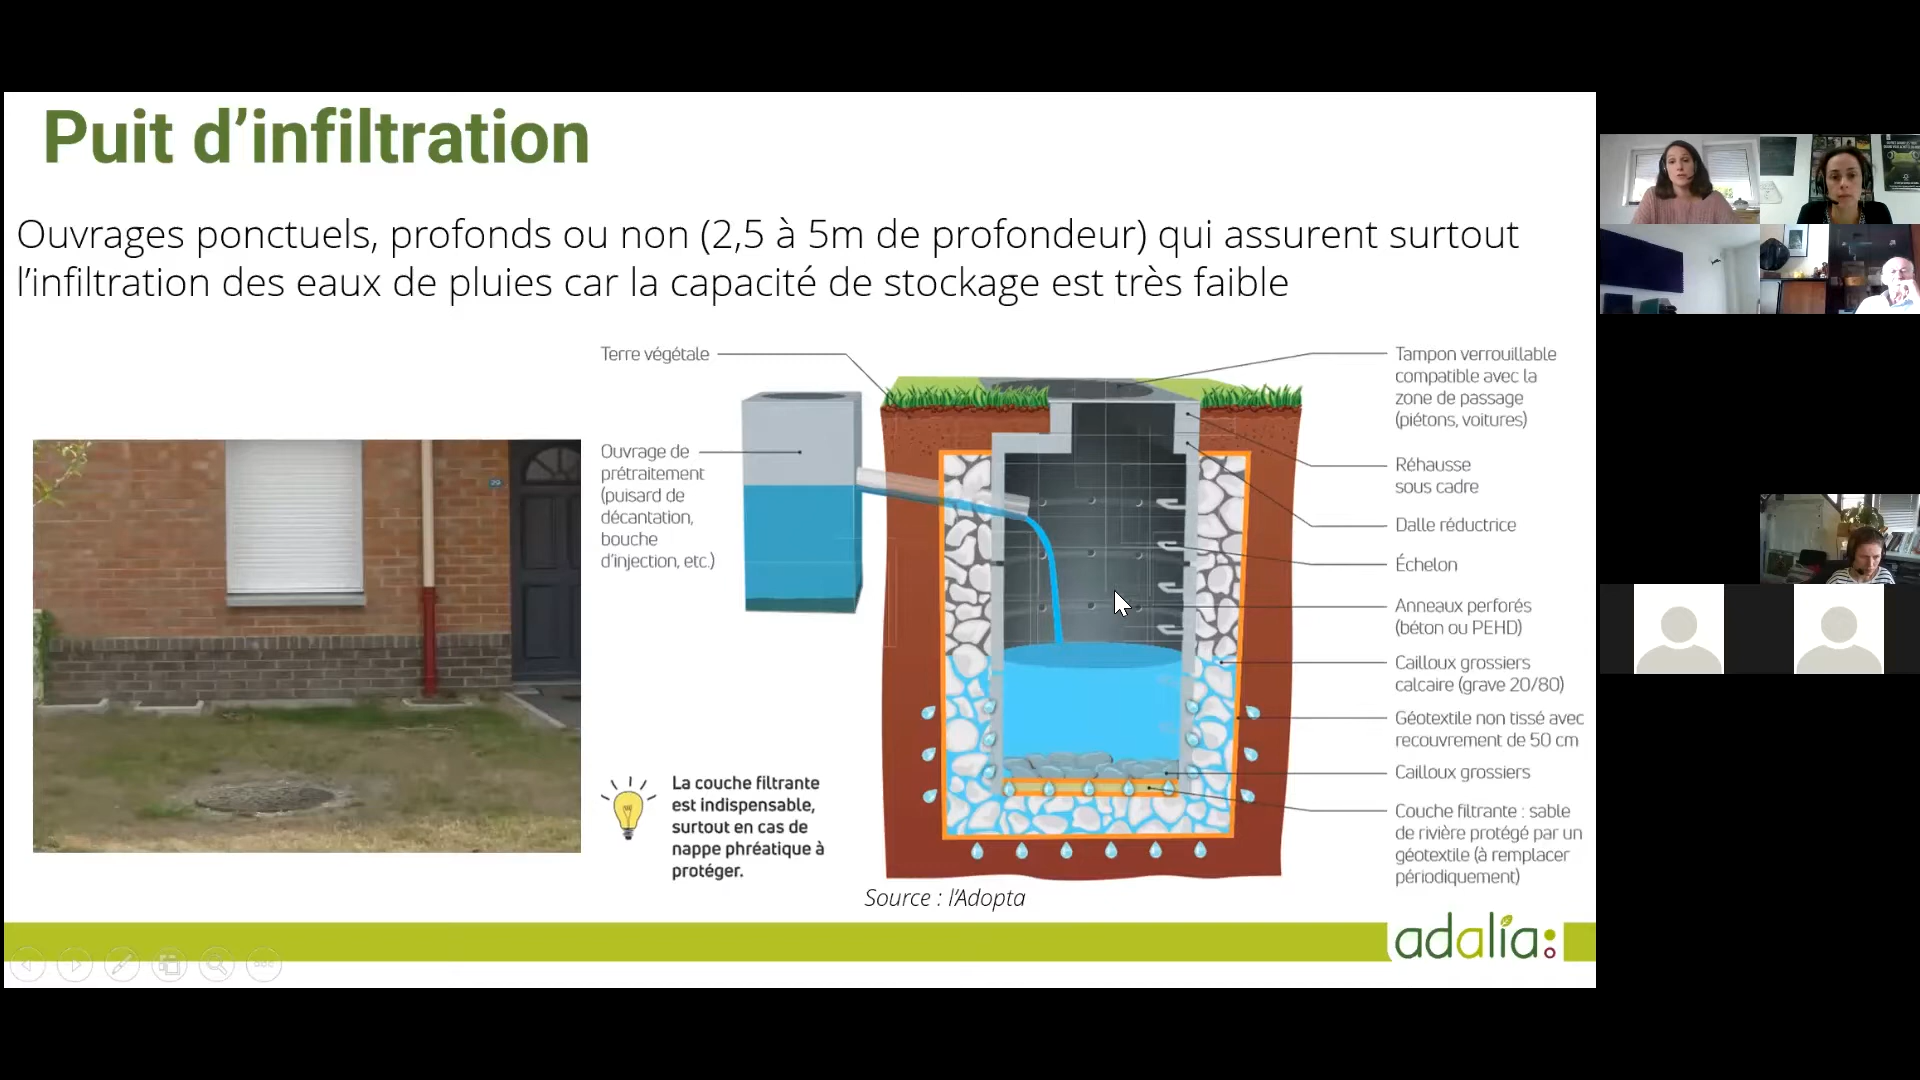 Puit d’infiltration
Ouvrages ponctuels, profonds ou non (2,5 à 5m de profondeur) qui assurent surtout
l’infiltration des eaux de pluies car la capacité de stockage est très faible
Terre végétale
Ouvrage de
prétraitement
(puisard de
décantation,
bouche
d’injection, etc.)
Tampon verrouillable
compatible avec la
zone de passage
(piétons, voitures)
Réhausse
sous cadre
Dalle réductrice
Échelon
Anneaux perforés
(béton ou PEHD)
Cailloux grossiers
calcaire (grave 20/80)
Géotextile non tissé avec
recouvrement de 50 cm
Cailloux grossiers
Couche filtrante : sable
de rivière protégé par un
géotextile (à remplacer
périodiquement)
29
La couche filtrante
est indispensable,
surtout en cas de
nappe phréatique à
protéger.
Source : l’Adopta
adalia